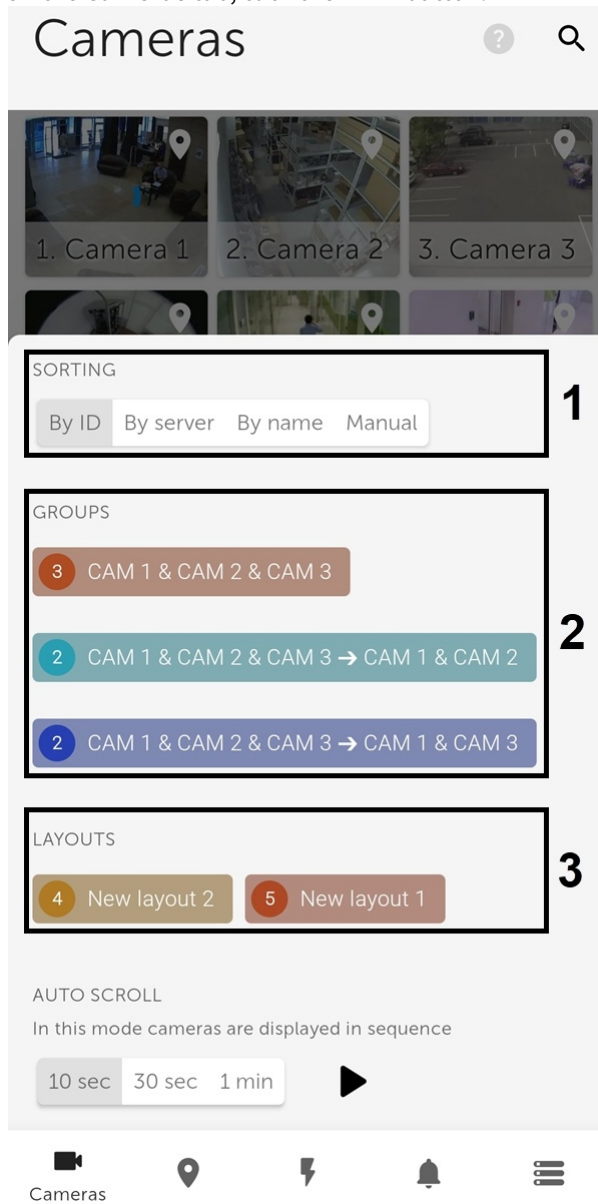 Cameras
?
1. Camera 1
2. Camera 2
3. Camera 3
SORTING
By ID By server By name Manual
1
GROUPS
3 CAM 1 & CAM 2 & CAM 3
2 CAM 1 & CAM 2 & CAM 3 → CAM 1 & CAM 2
2 CAM 1 & CAM 2 & CAM 3 → CAM 1 & CAM 3
2
LAYOUTS
4 New layout 2
5 New layout 1
3
AUTO SCROLL
In this mode cameras are displayed in sequence
10 sec 30 sec 1 min
Cameras